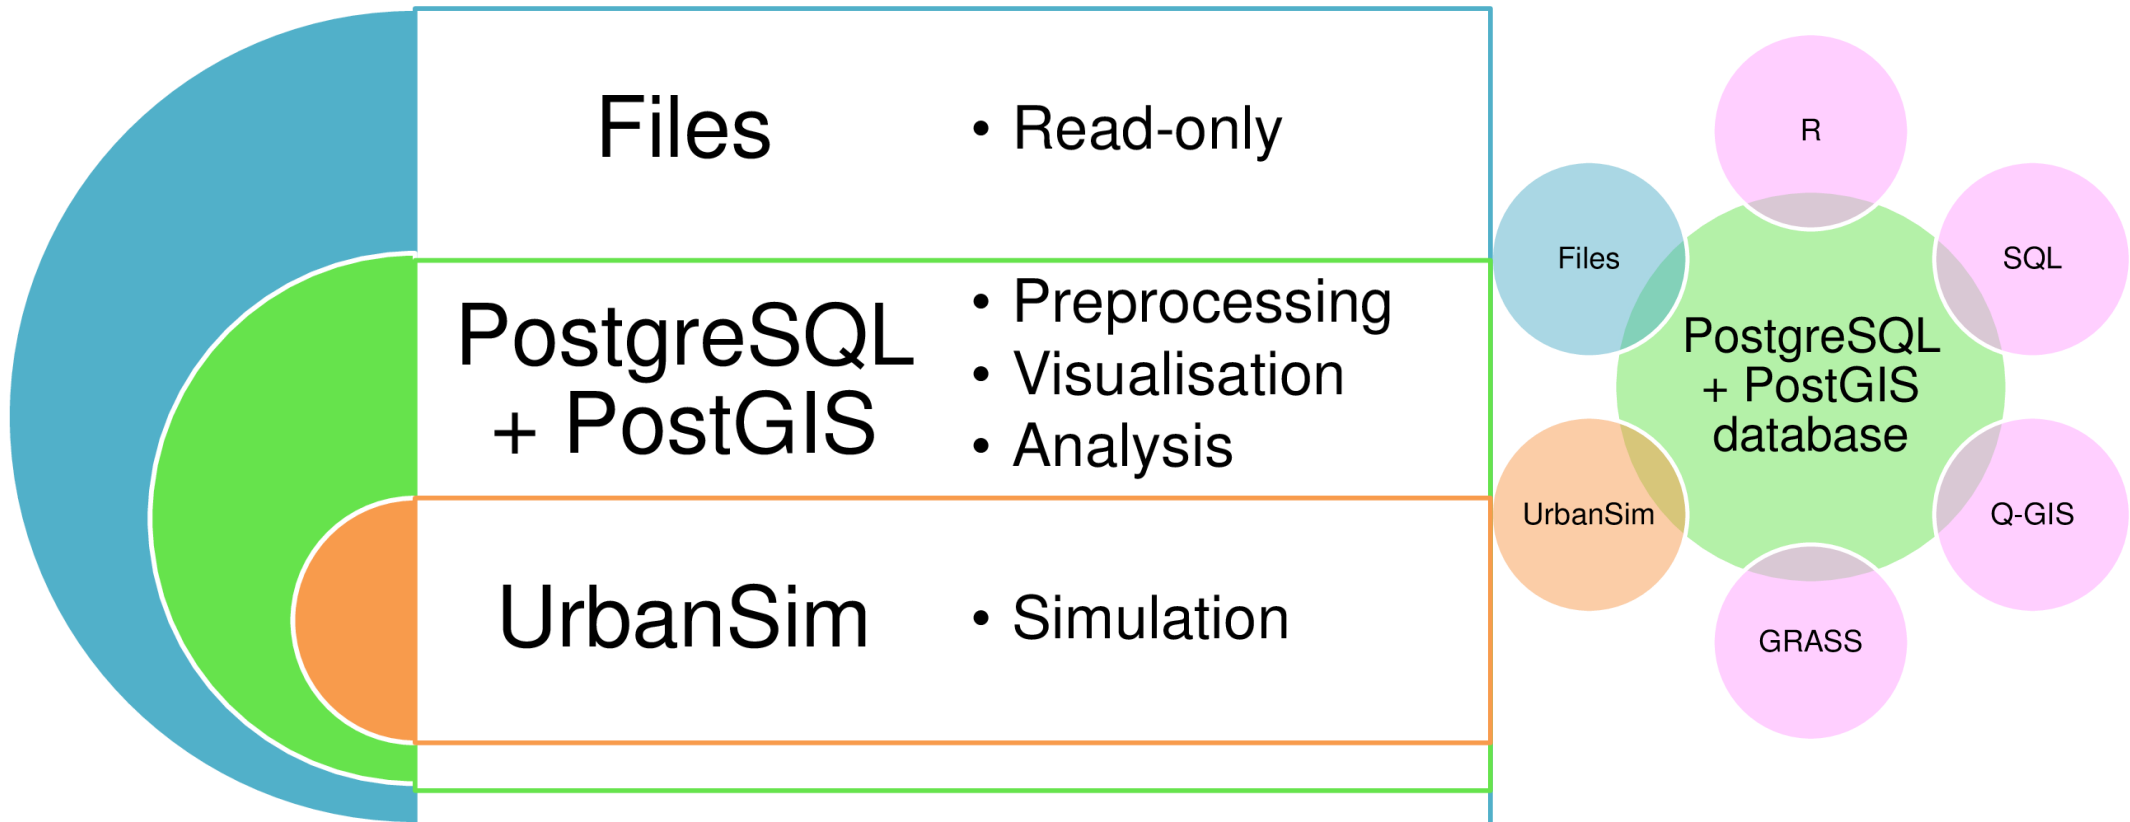 Files
• Read-only
PostgreSQL
+ PostGIS
• Preprocessing
• Visualisation
• Analysis
UrbanSim
• Simulation
R
Files
SQL
PostgreSQL
+ PostGIS
database
UrbanSim
Q-GIS
GRASS